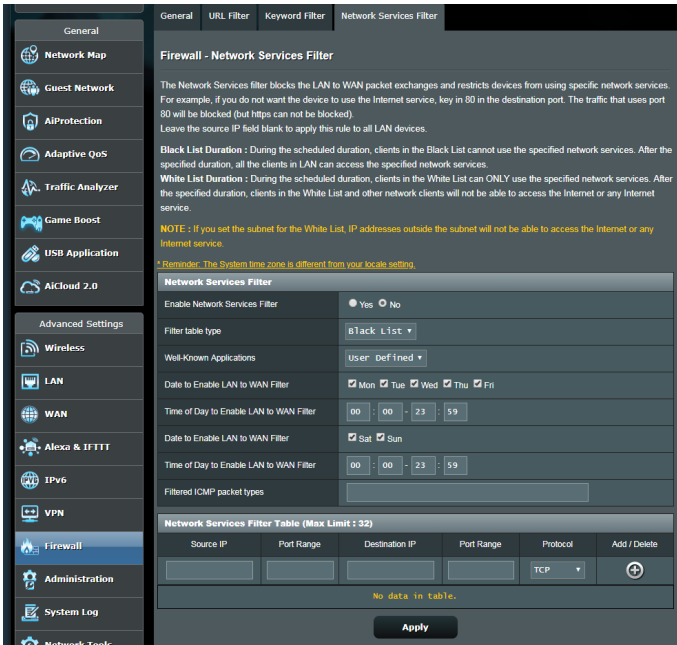 General
Network Map
Guest Network
AiProtection
Adaptive QoS
Traffic Analyzer
Game Boost
USB Application
AiCloud 2.0
Advanced Settings
Wireless
LAN
WAN
Alexa & IFTTT
IPv6
VPN
Firewall
Administration
System Log
Network Tools
General URL Filter Keyword Filter Network Services Filter
Firewall - Network Services Filter
The Network Services filter blocks the LAN to WAN packet exchanges and restricts devices from using specific network services.
For example, if you do not want the device to use the Internet service, key in 80 in the destination port. The traffic that uses port
80 will be blocked (but https can not be blocked).
Leave the source IP field blank to apply this rule to all LAN devices.
Black List Duration : During the scheduled duration, clients in the Black List cannot use the specified network services. After the
specified duration, all the clients in LAN can access the specified network services.
White List Duration : During the scheduled duration, clients in the White List can ONLY use the specified network services. After
the specified duration, clients in the White List and other network clients will not be able to access the Internet or any Internet
service.
NOTE : If you set the subnet for the White List, IP addresses outside the subnet will not be able to access the Internet or any
Internet service.
* Reminder: The System time zone is different from your locale setting.
Network Services Filter
Enable Network Services Filter Yes No
Filter table type Black List
Well-Known Applications User Defined
Date to Enable LAN to WAN Filter Mon Tue Wed Thu Fri
Time of Day to Enable LAN to WAN Filter 00 : 00 - 23 : 59
Date to Enable LAN to WAN Filter Sat Sun
Time of Day to Enable LAN to WAN Filter 00 : 00 - 23 : 59
Filtered ICMP packet types
Network Services Filter Table (Max Limit : 32)
Source IP Port Range Destination IP Port Range Protocol Add / Delete
TCP
No data in table.
Apply